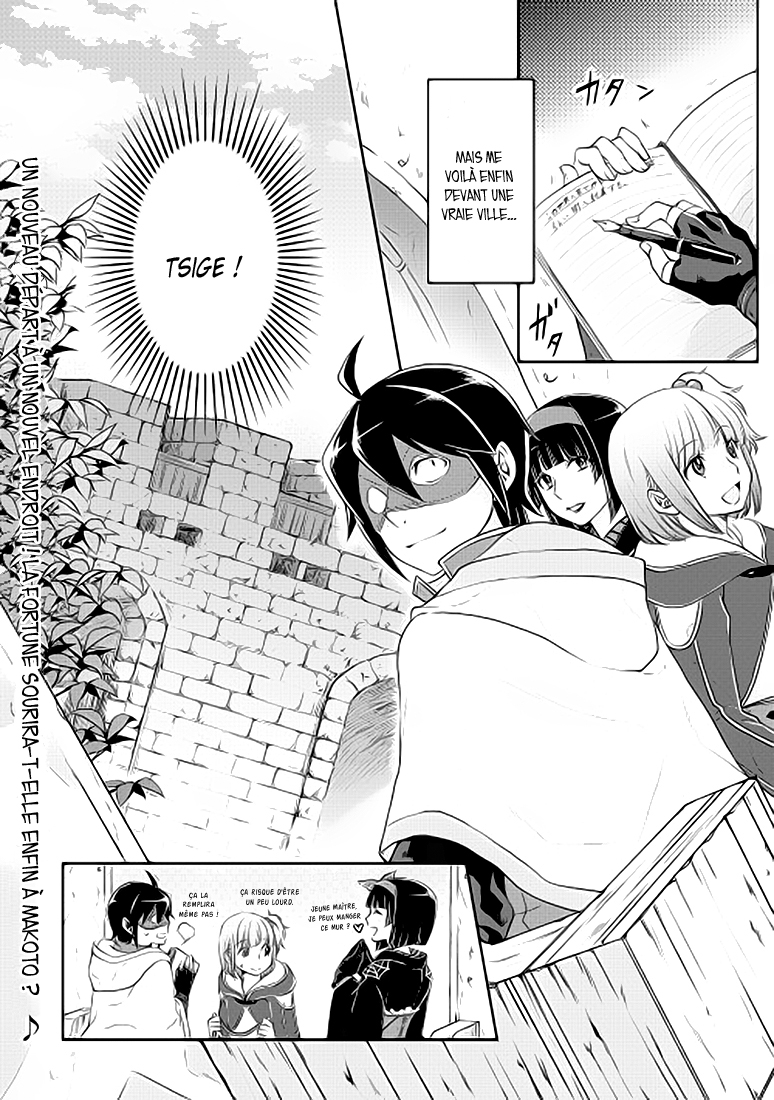 カタン
MAIS ME
VOILÀ ENFIN
DEVANT UNE
VRAIE VILLE...
ガタ
TSIGE !
UN NOUVEAU DÉPART À UN NOUVEL ENDROIT ! LA FORTUNE SOURIRA-T-ELLE ENFIN À MAKOTO ? ♪
ÇA LA
REMPLIRA
MÊME PAS !
ÇA RISQUE D'ÊTRE
UN PEU LOURD.
JEUNE MAÎTRE,
JE PEUX MANGER
CE MUR ?